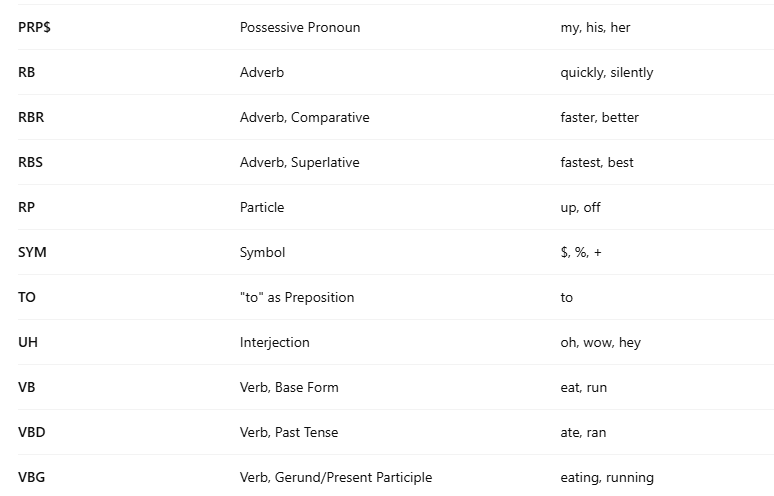 PRP$ Possessive Pronoun my, his, her
RB Adverb quickly, silently
RBR Adverb, Comparative faster, better
RBS Adverb, Superlative fastest, best
RP Particle up, off
SYM Symbol $, %, +
TO "to" as Preposition to
UH Interjection oh, wow, hey
VB Verb, Base Form eat, run
VBD Verb, Past Tense ate, ran
VBG Verb, Gerund/Present Participle eating, running